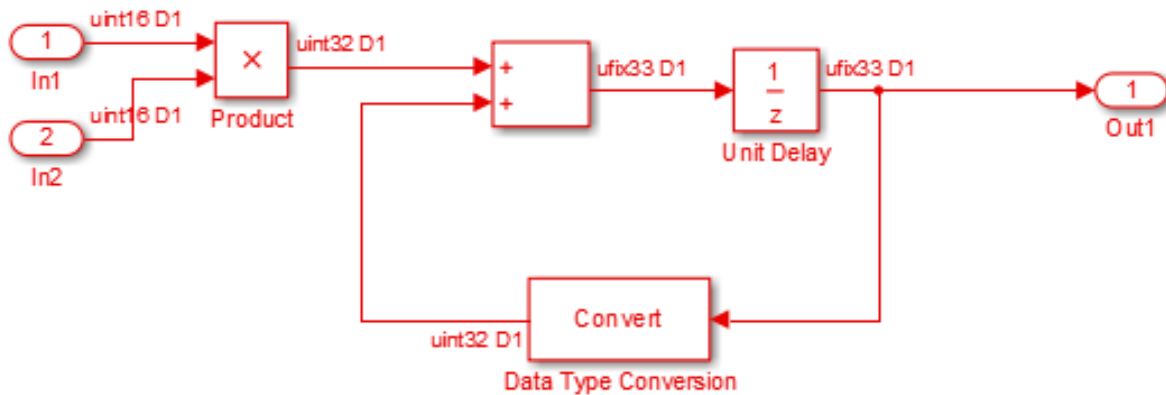 uint16 D1
1
In1
×
uint32 D1
Product
uint16 D1
2
In2
+
+
ufix33 D1
1
z
Unit Delay
ufix33 D1
1
Out1
Convert
uint32 D1
Data Type Conversion